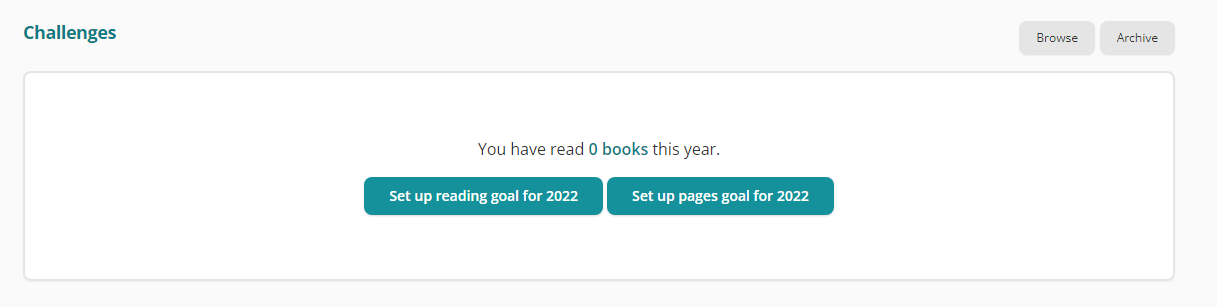 Challenges
Browse
Archive
You have read 0 books this year.
Set up reading goal for 2022
Set up pages goal for 2022